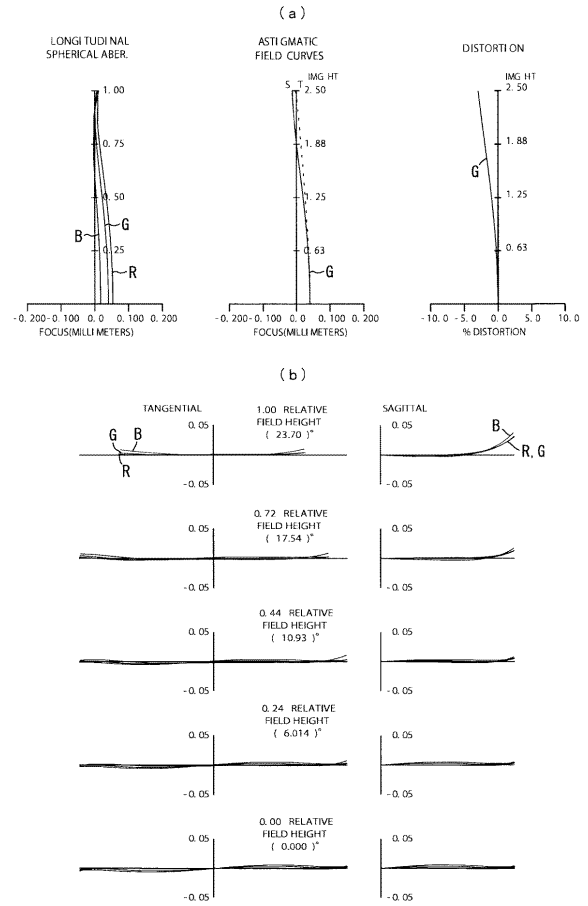 (a)
LONGITUDINAL
SPHERICAL ABER.
1.00
0.75
0.50
0.25
B
G
R
-0.200 -0.100 0.0 0.100 0.200
FOCUS(MILLIMETERS)
ASTIGMATIC
FIELD CURVES
S T
IMG HT
2.50
1.88
1.25
0.63
G
-0.200 -0.100 0.0 0.100 0.200
FOCUS(MILLIMETERS)
DISTORTION
IMG HT
2.50
1.88
1.25
0.63
G
-10.0 -5.0 0.0 5.0 10.0
% DISTORTION
(b)
TANGENTIAL
1.00 RELATIVE
FIELD HEIGHT
( 23.70 )°
SAGITTAL
0.05
-0.05
G
B
R
0.05
-0.05
B
R, G
0.72 RELATIVE
FIELD HEIGHT
( 17.54 )°
0.05
-0.05
0.05
-0.05
0.44 RELATIVE
FIELD HEIGHT
( 10.93 )°
0.05
-0.05
0.05
-0.05
0.24 RELATIVE
FIELD HEIGHT
( 6.014 )°
0.05
-0.05
0.05
-0.05
0.00 RELATIVE
FIELD HEIGHT
( 0.000 )°
0.05
-0.05
0.05
-0.05